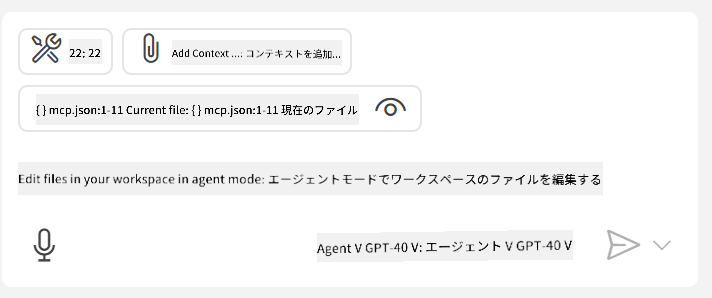 22; 22
Add Context ...: コンテキストを追加...
{ } mcp.json:1-11 Current file: { } mcp.json:1-11 現在のファイル
Edit files in your workspace in agent mode: エージェントモードでワークスペースのファイルを編集する
Agent V GPT-40 V: エージェント V GPT-40 V